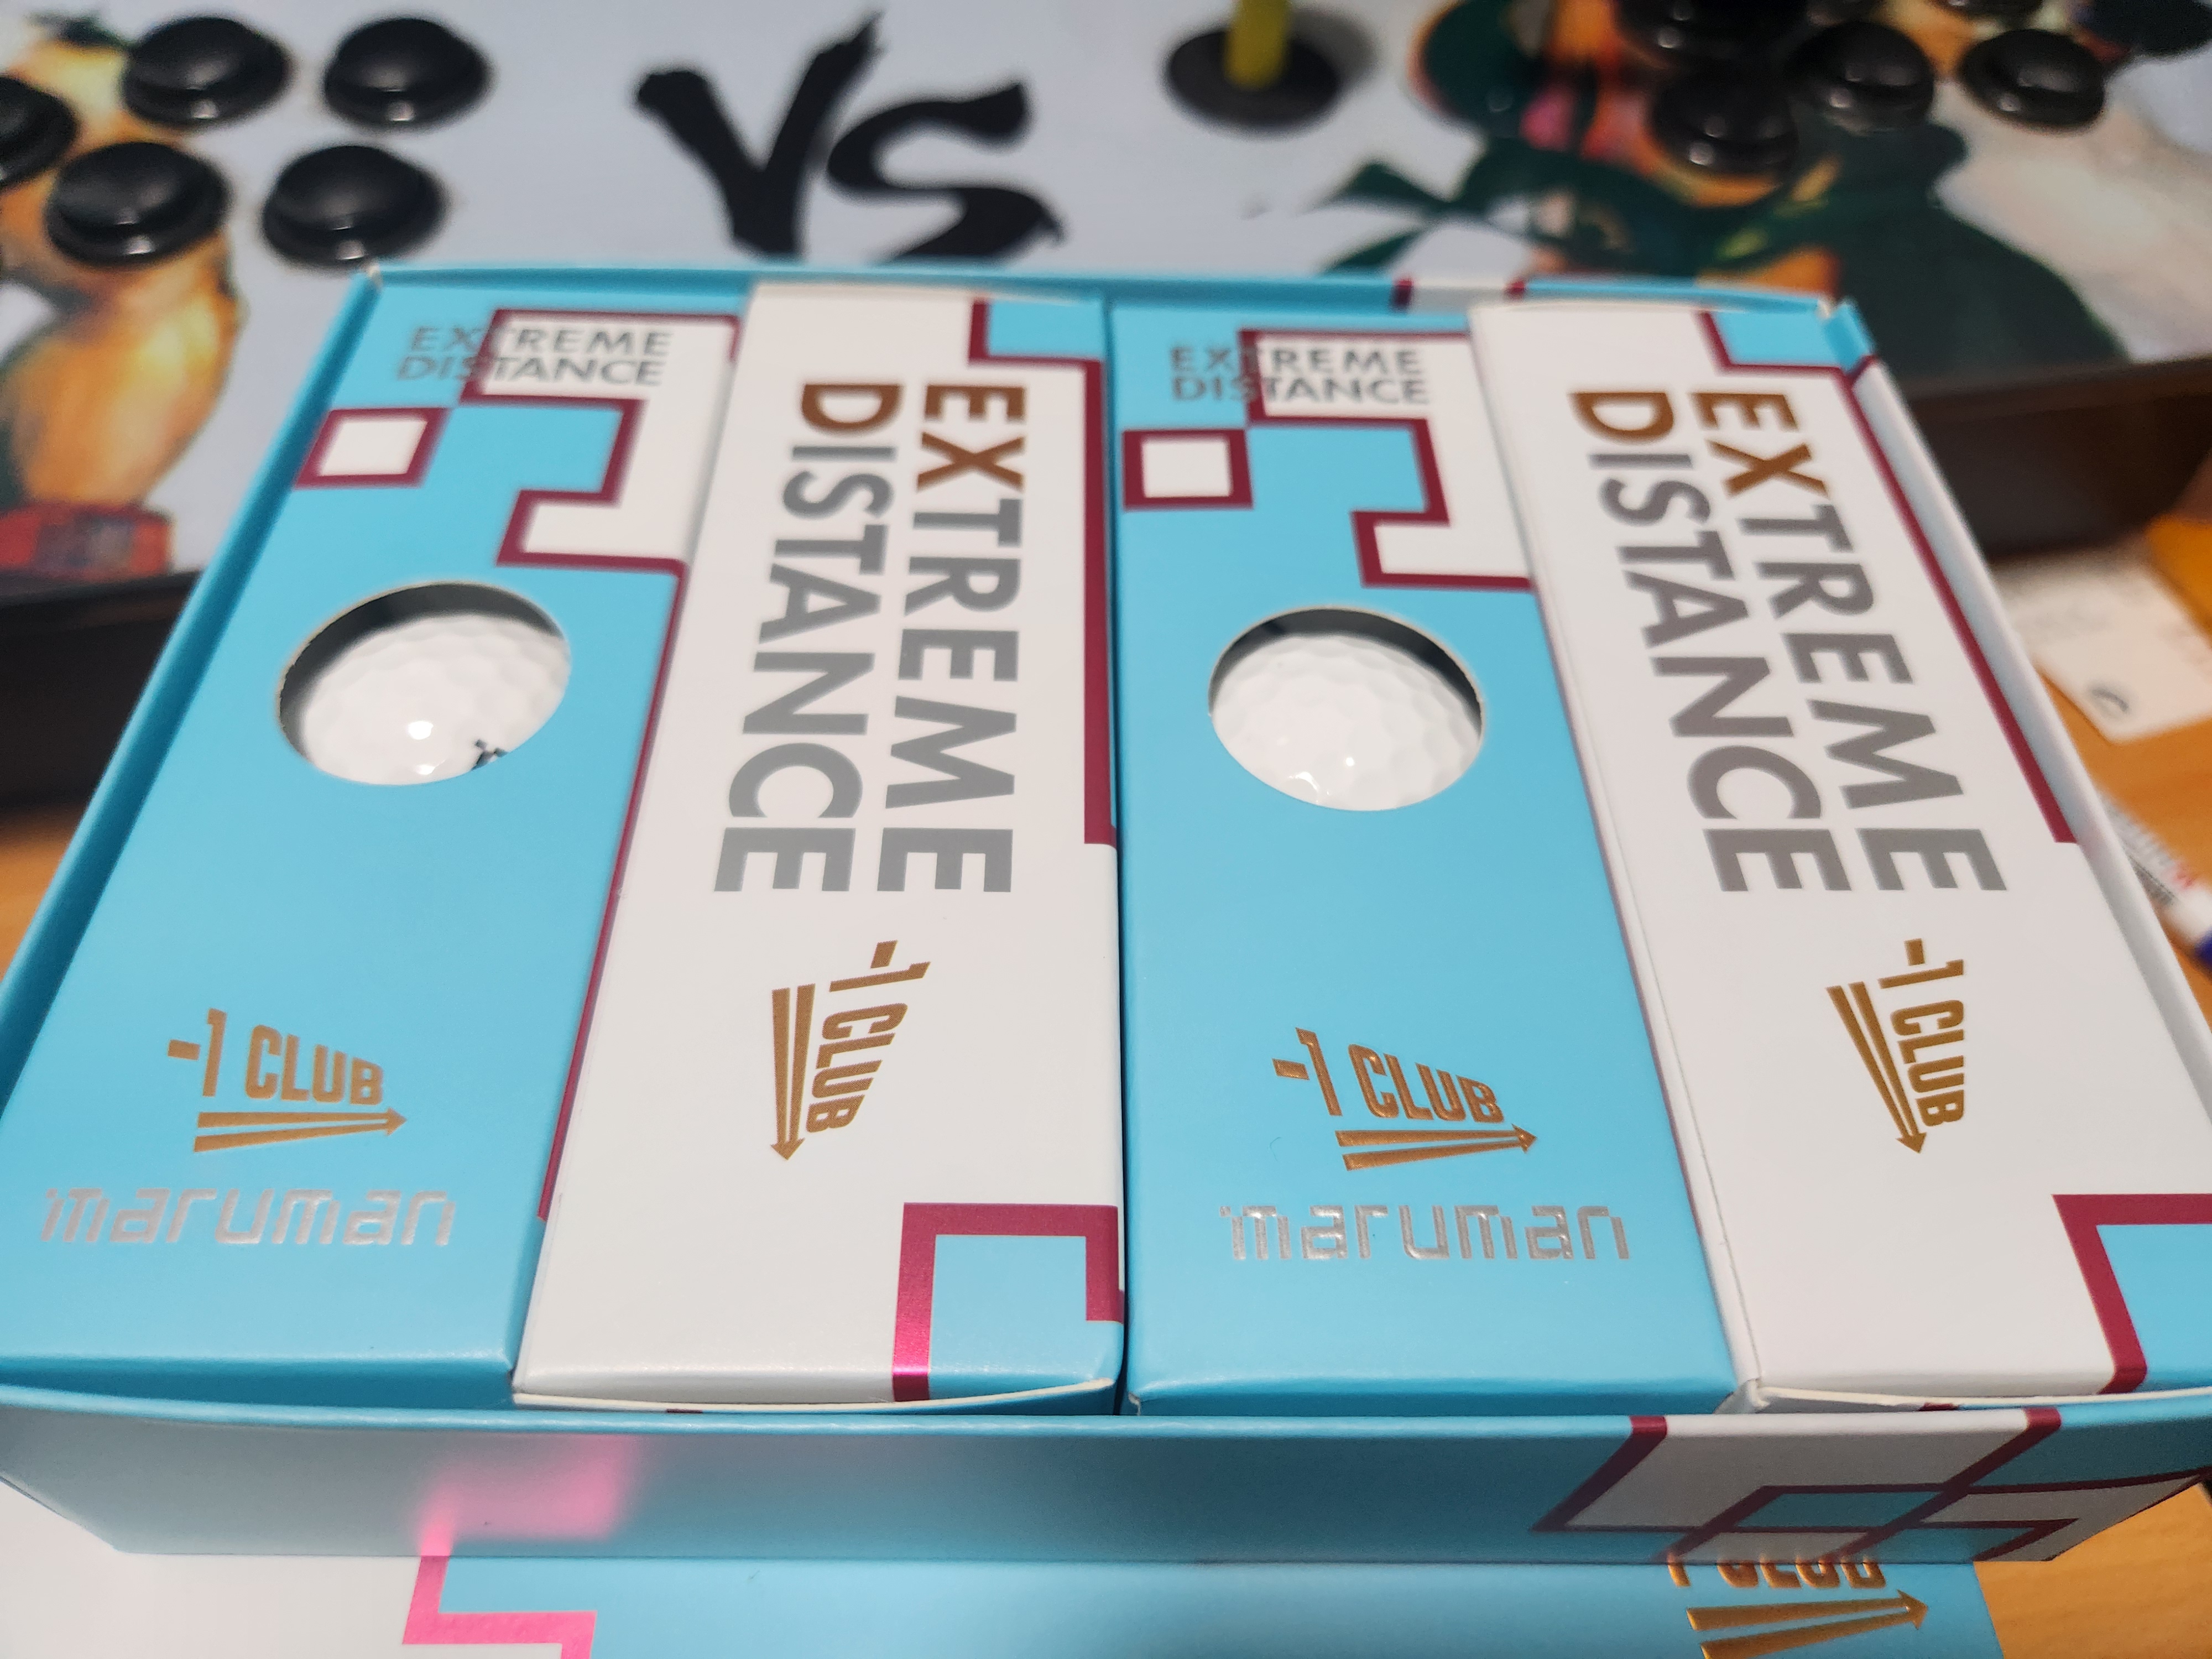 VS
EXTREME
DISTANCE
-1 CLUB
maruman
EXTREME
DISTANCE
-1 CLUB
EXTREME
DISTANCE
-1 CLUB
maruman
EXTREME
DISTANCE
-1 CLUB
CLUB